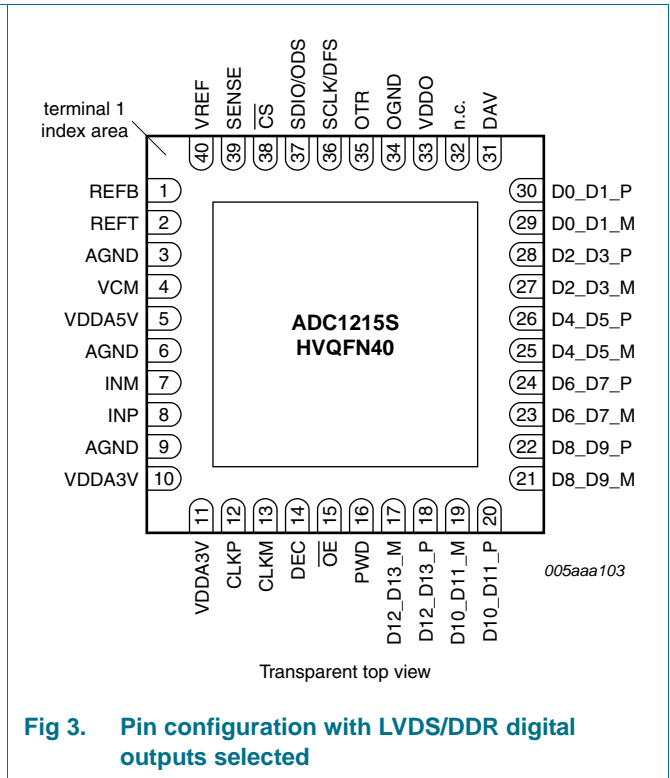 terminal 1
index area
VREF
SENSE
CS
SDIO/ODS
SCLK/DFS
OTR
OGND
VDDO
n.c.
DAV
40
39
38
37
36
35
34
33
32
31
REFB 1
REFT 2
AGND 3
VCM 4
VDDA5V 5
AGND 6
INM 7
INP 8
AGND 9
VDDA3V 10
ADC1215S
HVQFN40
30 D0_D1_P
29 D0_D1_M
28 D2_D3_P
27 D2_D3_M
26 D4_D5_P
25 D4_D5_M
24 D6_D7_P
23 D6_D7_M
22 D8_D9_P
21 D8_D9_M
11
12
13
14
15
16
17
18
19
20
VDDA3V
CLKP
CLKM
DEC
OE
PWD
D12_D13_M
D12_D13_P
D10_D11_M
D10_D11_P
005aaa103
Transparent top view
Fig 3. Pin configuration with LVDS/DDR digital
outputs selected